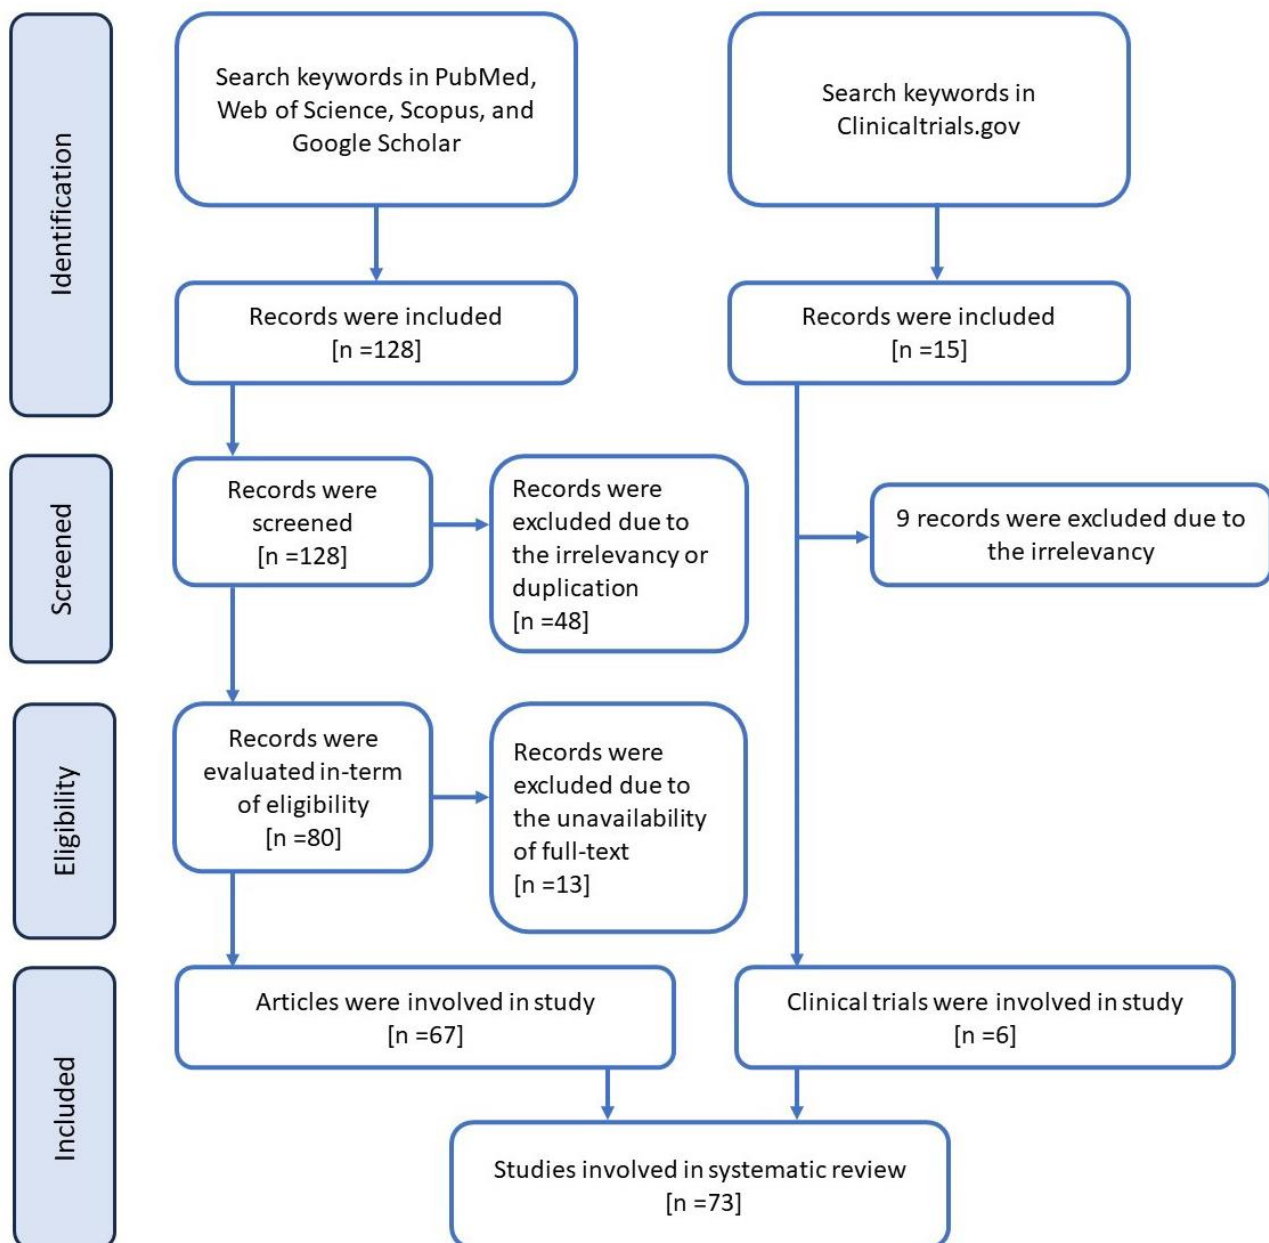 Identification
Search keywords in PubMed,
Web of Science, Scopus, and
Google Scholar
Search keywords in
Clinicaltrials.gov
Records were included
[n =128]
Records were included
[n =15]
Screened
Records were
screened
[n =128]
Records were
excluded due to
the irrelevancy or
duplication
[n =48]
9 records were excluded due to
the irrelevancy
Eligibility
Records were
evaluated in-term
of eligibility
[n =80]
Records were
excluded due to
the unavailability
of full-text
[n =13]
Included
Articles were involved in study
[n =67]
Clinical trials were involved in study
[n =6]
Studies involved in systematic review
[n =73]